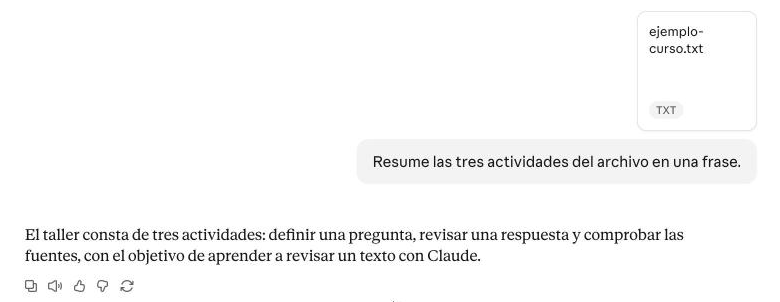 ejemplo-
curso.txt
TXT
Resume las tres actividades del archivo en una frase.
El taller consta de tres actividades: definir una pregunta, revisar una respuesta y comprobar las
fuentes, con el objetivo de aprender a revisar un texto con Claude.